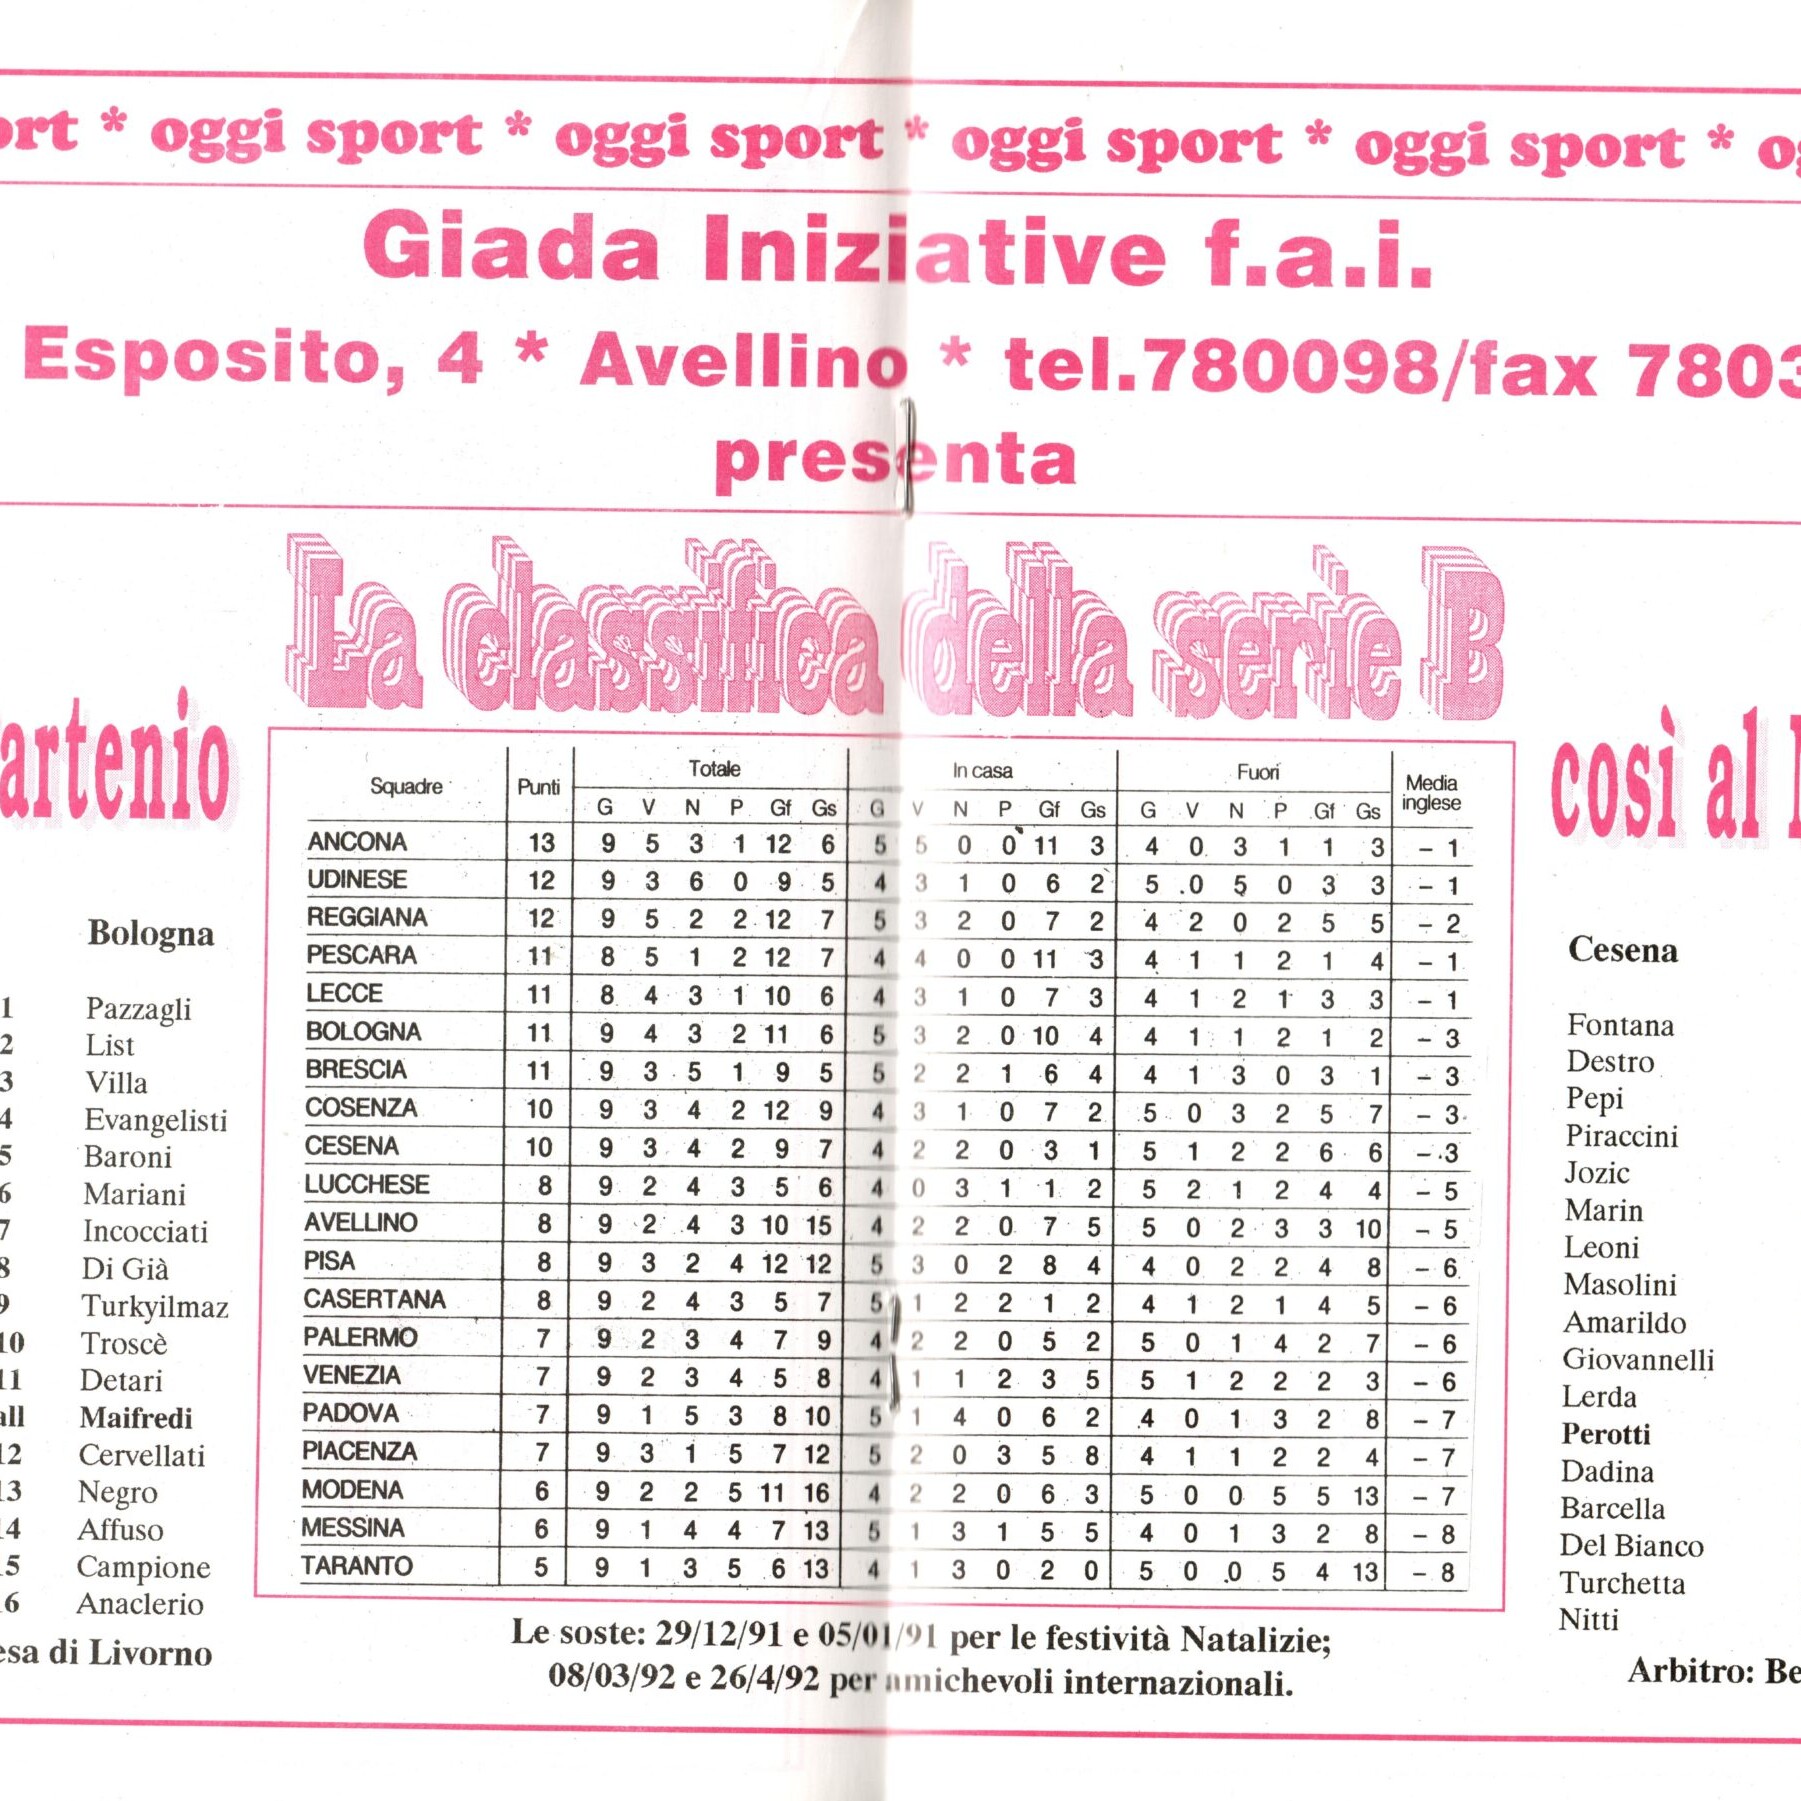 ort * oggi sport * oggi sport * oggi sport * oggi sport * og
Giada Iniziative f.a.i.
Esposito, 4 * Avellino * tel.780098/fax 7803
presenta
La classifica della serie B
artenio
Bologna
1 Pazzagli
2 List
3 Villa
4 Evangelisti
5 Baroni
6 Mariani
7 Incocciati
8 Di Già
9 Turkyilmaz
10 Troscè
11 Detari
all Maifredi
12 Cervellati
13 Negro
14 Affuso
15 Campione
16 Anaclerio
esa di Livorno
Squadre Punti Totale In casa Fuori Media inglese
G V N P Gf Gs G V N P Gf Gs G V N P Gf Gs
ANCONA 13 9 5 3 1 12 6 5 5 0 0 11 3 4 0 3 1 1 3 – 1
UDINESE 12 9 3 6 0 9 5 4 3 1 0 6 2 5 0 5 0 3 3 – 1
REGGIANA 12 9 5 2 2 12 7 5 3 2 0 7 2 4 2 0 2 5 5 – 2
PESCARA 11 8 5 1 2 12 7 4 4 0 0 11 3 4 1 1 2 1 4 – 1
LECCE 11 8 4 3 1 10 6 4 3 1 0 7 3 4 1 2 1 3 3 – 1
BOLOGNA 11 9 4 3 2 11 6 5 3 2 0 10 4 4 1 1 2 1 2 – 3
BRESCIA 11 9 3 5 1 9 5 5 2 2 1 6 4 4 1 3 0 3 1 – 3
COSENZA 10 9 3 4 2 12 9 4 3 1 0 7 2 5 0 3 2 5 7 – 3
CESENA 10 9 3 4 2 9 7 4 2 2 0 3 1 5 1 2 2 6 6 – 3
LUCCHESE 8 9 2 4 3 5 6 4 0 3 1 1 2 5 2 1 2 4 4 – 5
AVELLINO 8 9 2 4 3 10 15 4 2 2 0 7 5 5 0 2 3 3 10 – 5
PISA 8 9 3 2 4 12 12 5 3 0 2 8 4 4 0 2 2 4 8 – 6
CASERTANA 8 9 2 4 3 5 7 5 1 2 2 1 2 4 1 2 1 4 5 – 6
PALERMO 7 9 2 3 4 7 9 4 2 2 0 5 2 5 0 1 4 2 7 – 6
VENEZIA 7 9 2 3 4 5 8 4 1 1 2 3 5 5 1 2 2 2 3 – 6
PADOVA 7 9 1 5 3 8 10 5 1 4 0 6 2 4 0 1 3 2 8 – 7
PIACENZA 7 9 3 1 5 7 12 5 2 0 3 5 8 4 1 1 2 2 4 – 7
MODENA 6 9 2 2 5 11 16 4 2 2 0 6 3 5 0 0 5 5 13 – 7
MESSINA 6 9 1 4 4 7 13 5 1 3 1 5 5 4 0 1 3 2 8 – 8
TARANTO 5 9 1 3 5 6 13 4 1 3 0 2 0 5 0 0 5 4 13 – 8
Le soste: 29/12/91 e 05/01/91 per le festività Natalizie;
08/03/92 e 26/4/92 per amichevoli internazionali.
così al
Cesena
Fontana
Destro
Pepi
Piraccini
Jozic
Marin
Leoni
Masolini
Amarildo
Giovannelli
Lerda
Perotti
Dadina
Barcella
Del Bianco
Turchetta
Nitti
Arbitro: Be